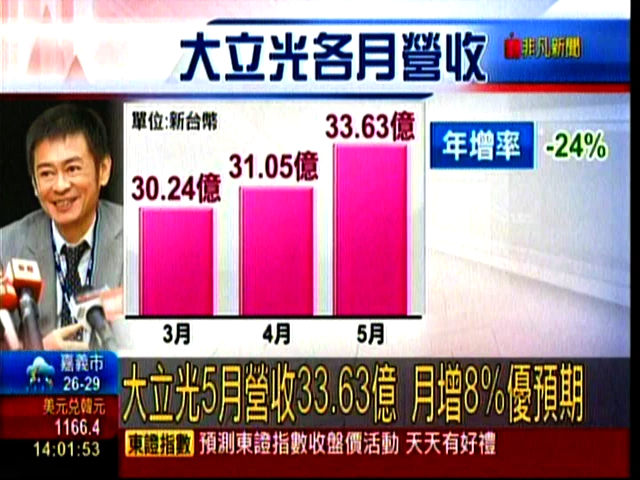 大立光各月營收
非凡新聞
單位:新台幣
30.24億
31.05億
33.63億
3月
4月
5月
年增率
-24%
嘉義市
26-29
美元兌韓元
1166.4
14:01:53
大立光5月營收33.63億 月增8%優預期
東證指數 預測東證指數收盤價活動 天天有好禮